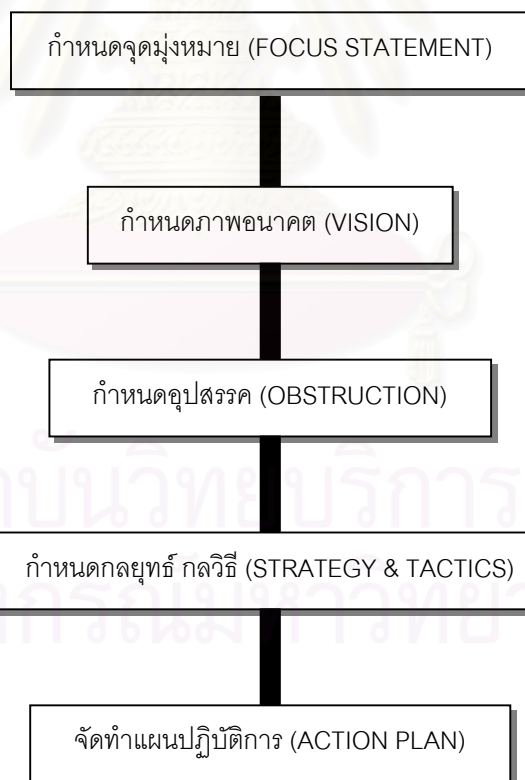 กำหนดจุดมุ่งหมาย (FOCUS STATEMENT)
กำหนดภาพอนาคต (VISION)
กำหนดอุปสรรค (OBSTRUCTION)
กำหนดกลยุทธ์ กลวิธี (STRATEGY & TACTICS)
จัดทำแผนปฏิบัติการ (ACTION PLAN)